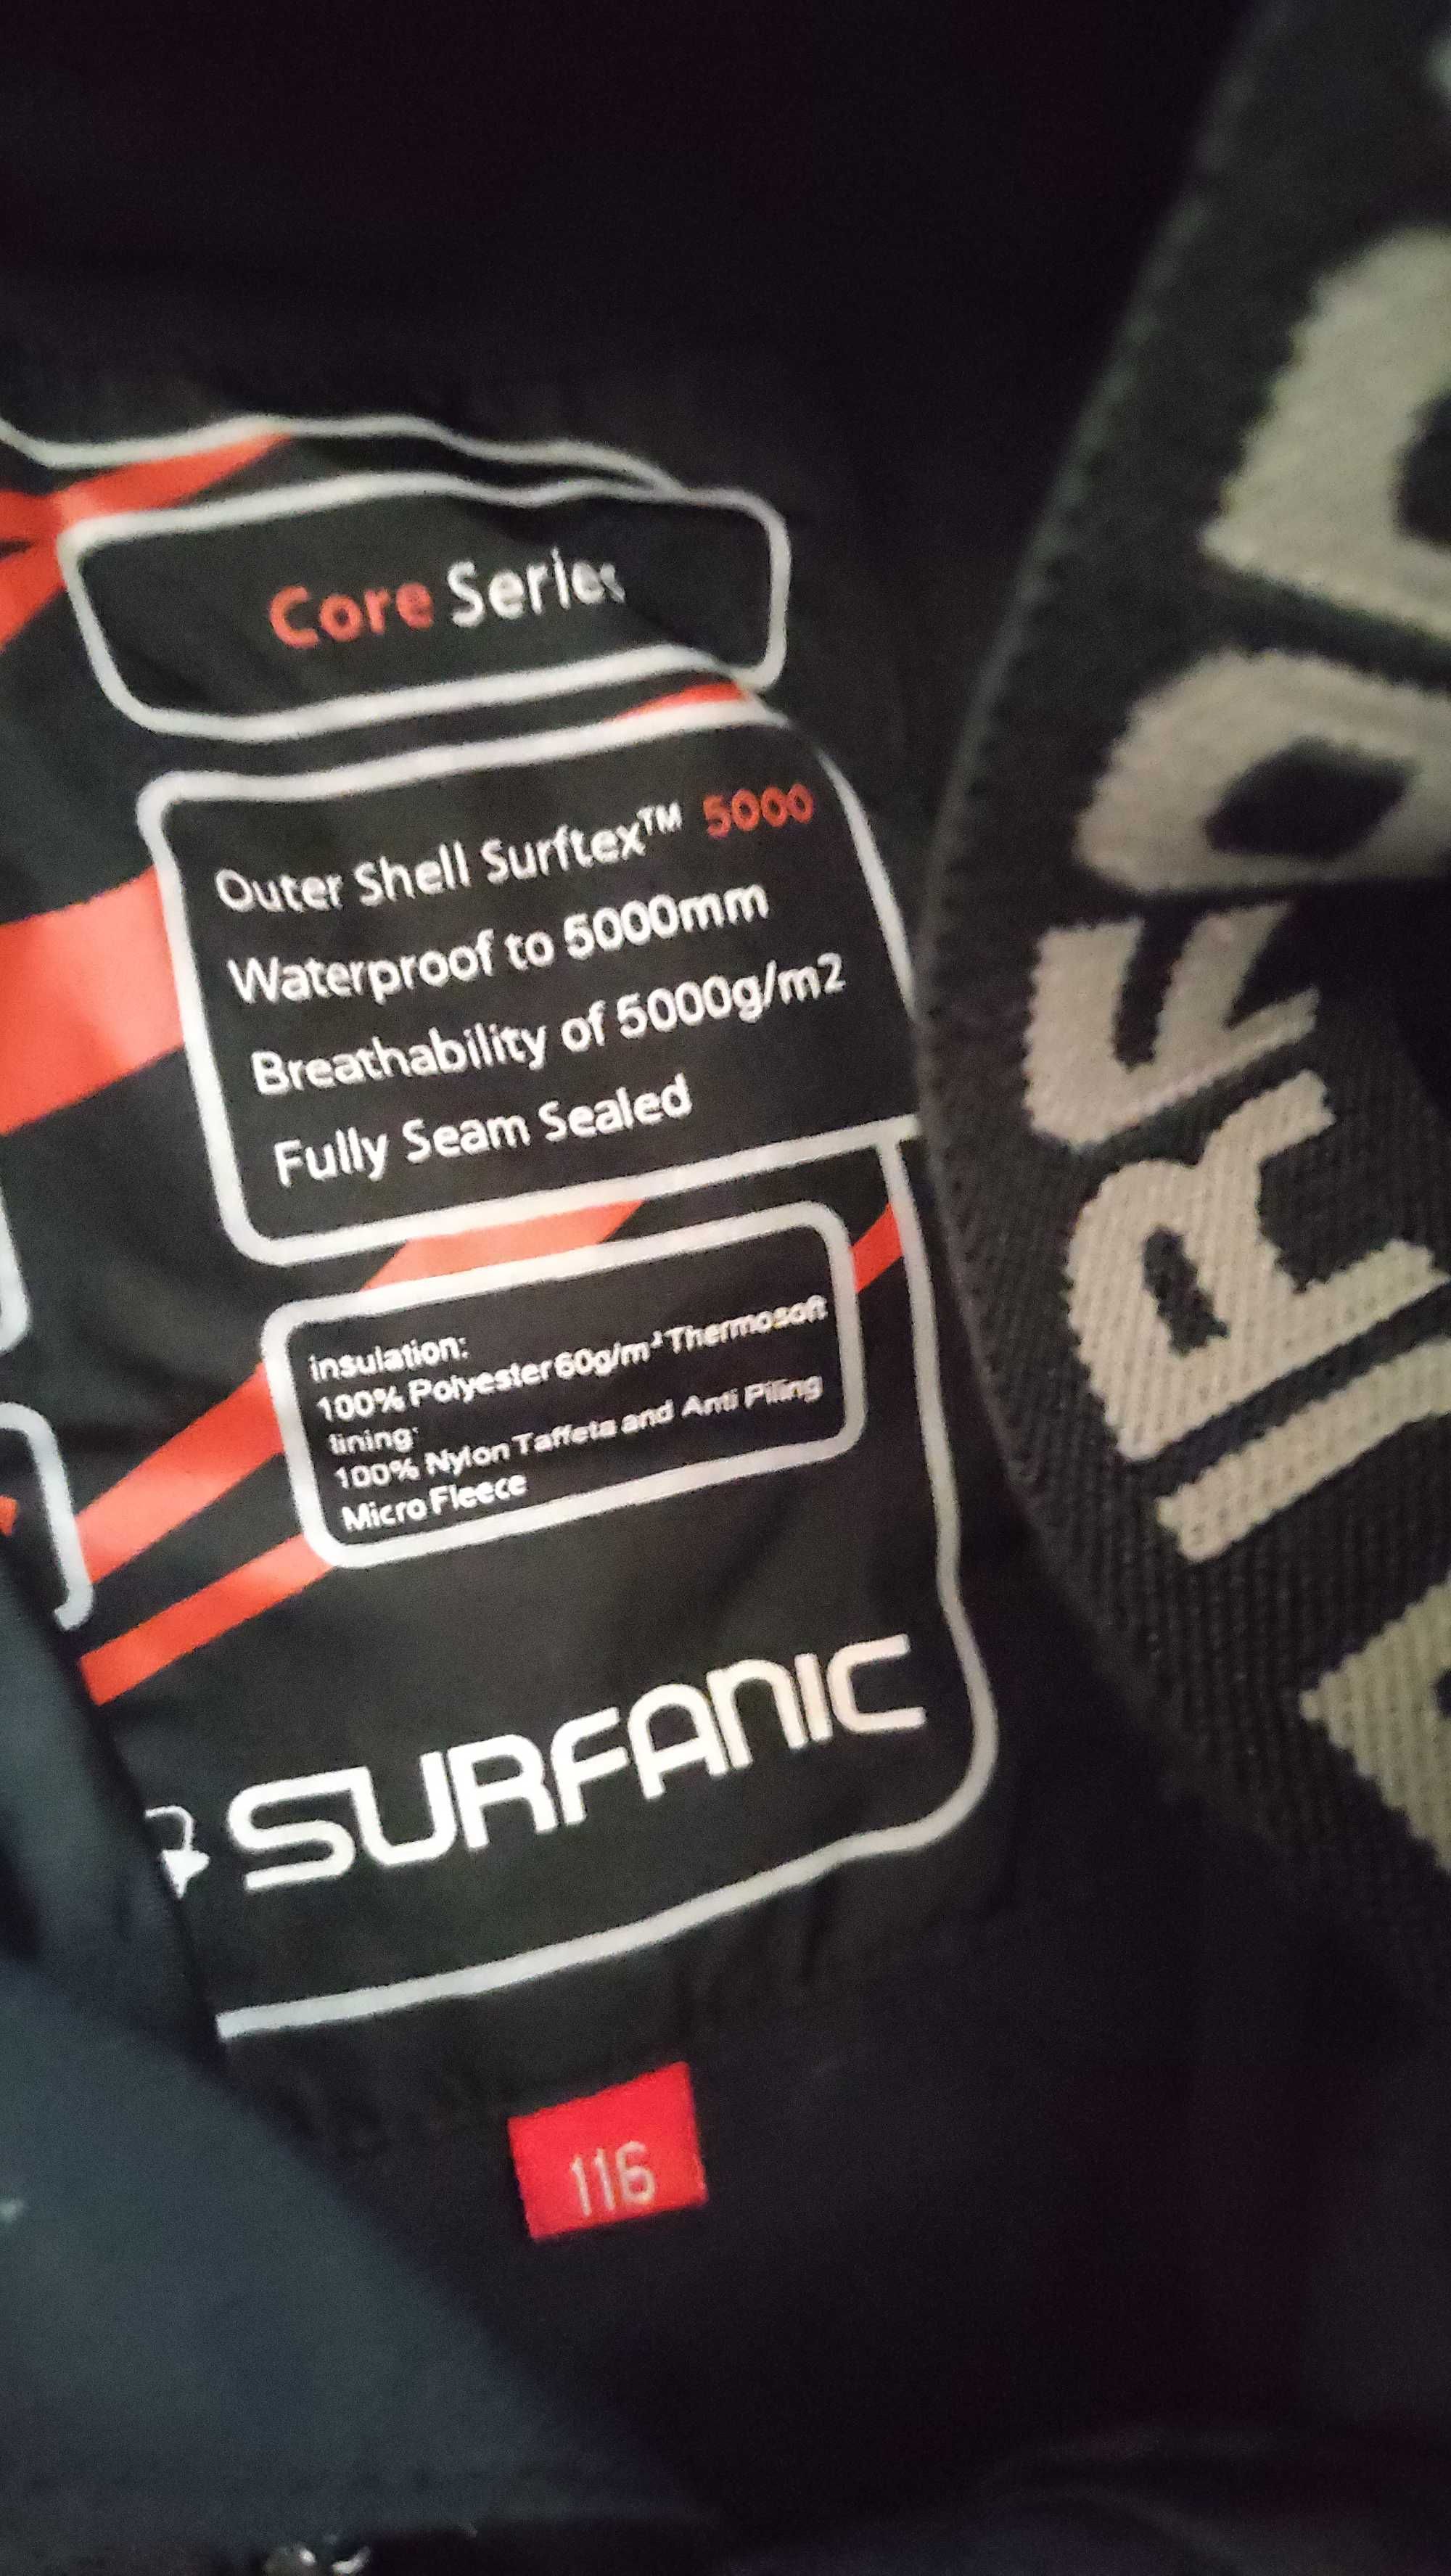 Core Series
Outer Shell Surftex™ 5000
Waterproof to 5000mm
Breathability of 5000g/m2
Fully Seam Sealed
insulation:
100% Polyester 60g/m² Thermosoft
lining:
100% Nylon Taffeta and Anti Pilling
Micro Fleece
SURFANIC
116